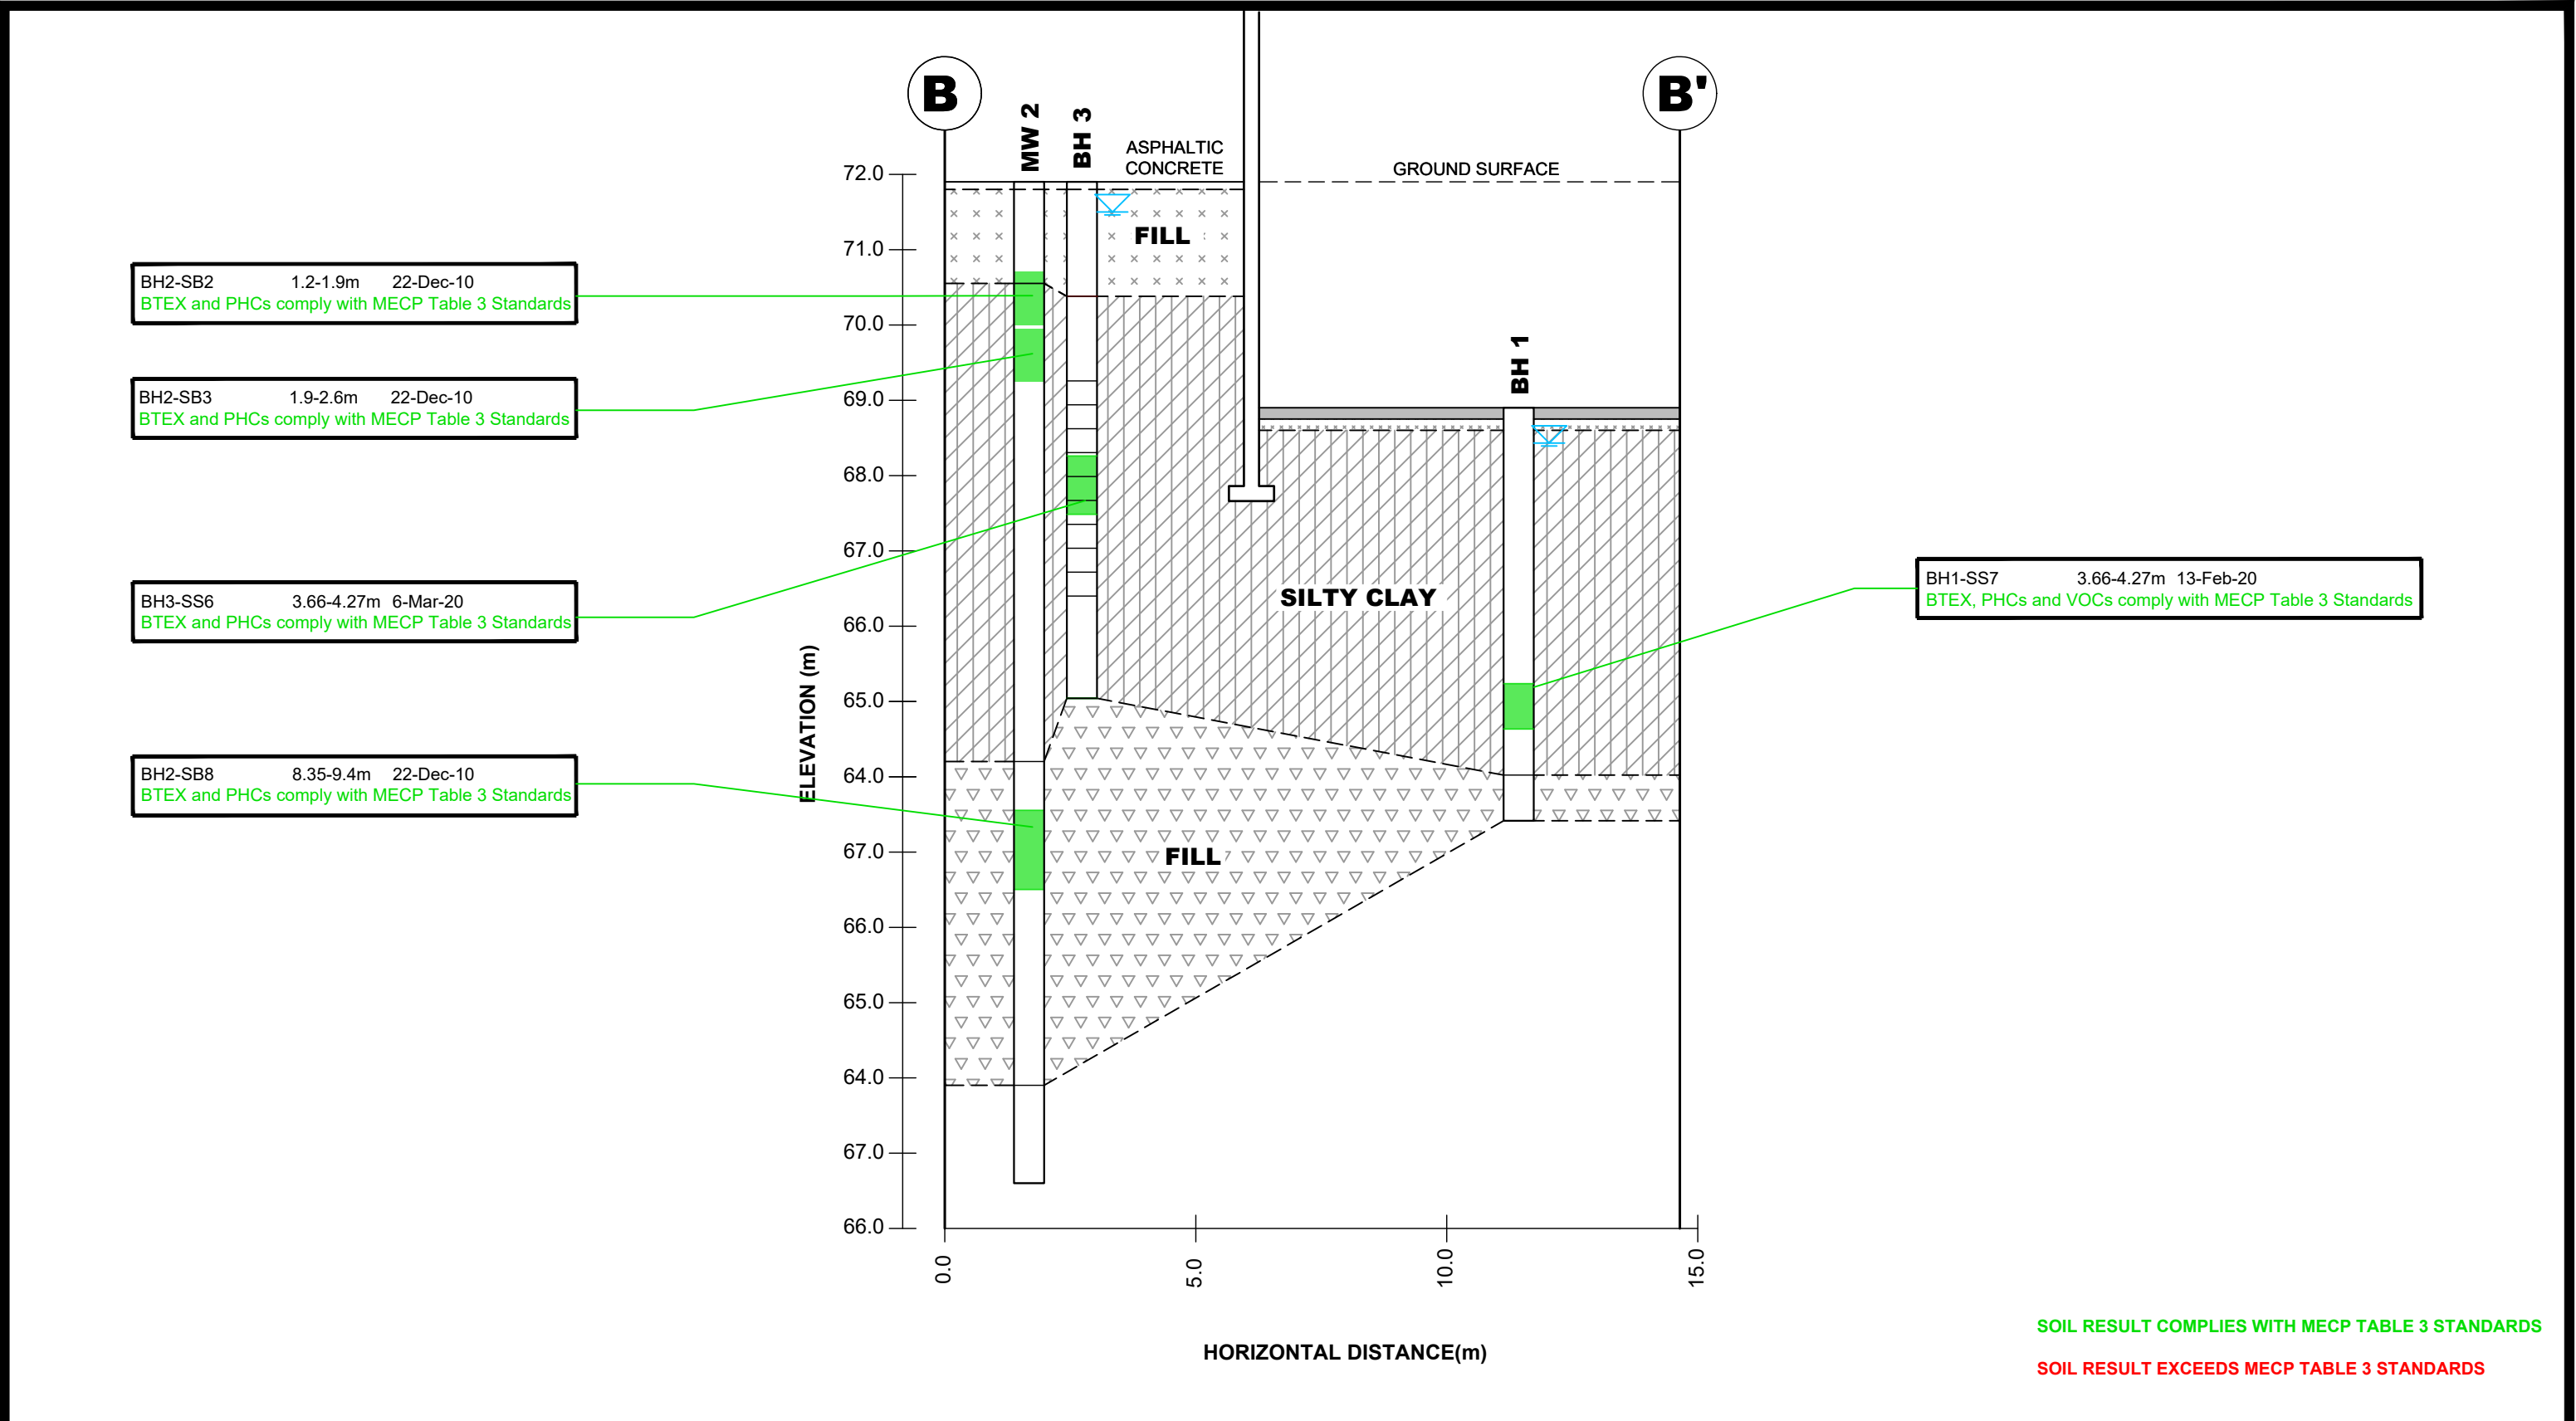 B
B'
MW 2
BH 3
ASPHALTIC
CONCRETE
GROUND SURFACE
72.0
71.0
70.0
69.0
68.0
67.0
66.0
65.0
64.0
67.0
66.0
65.0
64.0
67.0
66.0
ELEVATION (m)
FILL
BH 1
SILTY CLAY
FILL
BH2-SB2 1.2-1.9m 22-Dec-10
BTEX and PHCs comply with MECP Table 3 Standards
BH2-SB3 1.9-2.6m 22-Dec-10
BTEX and PHCs comply with MECP Table 3 Standards
BH3-SS6 3.66-4.27m 6-Mar-20
BTEX and PHCs comply with MECP Table 3 Standards
BH2-SB8 8.35-9.4m 22-Dec-10
BTEX and PHCs comply with MECP Table 3 Standards
BH1-SS7 3.66-4.27m 13-Feb-20
BTEX, PHCs and VOCs comply with MECP Table 3 Standards
0.0
5.0
10.0
15.0
HORIZONTAL DISTANCE(m)
SOIL RESULT COMPLIES WITH MECP TABLE 3 STANDARDS
SOIL RESULT EXCEEDS MECP TABLE 3 STANDARDS